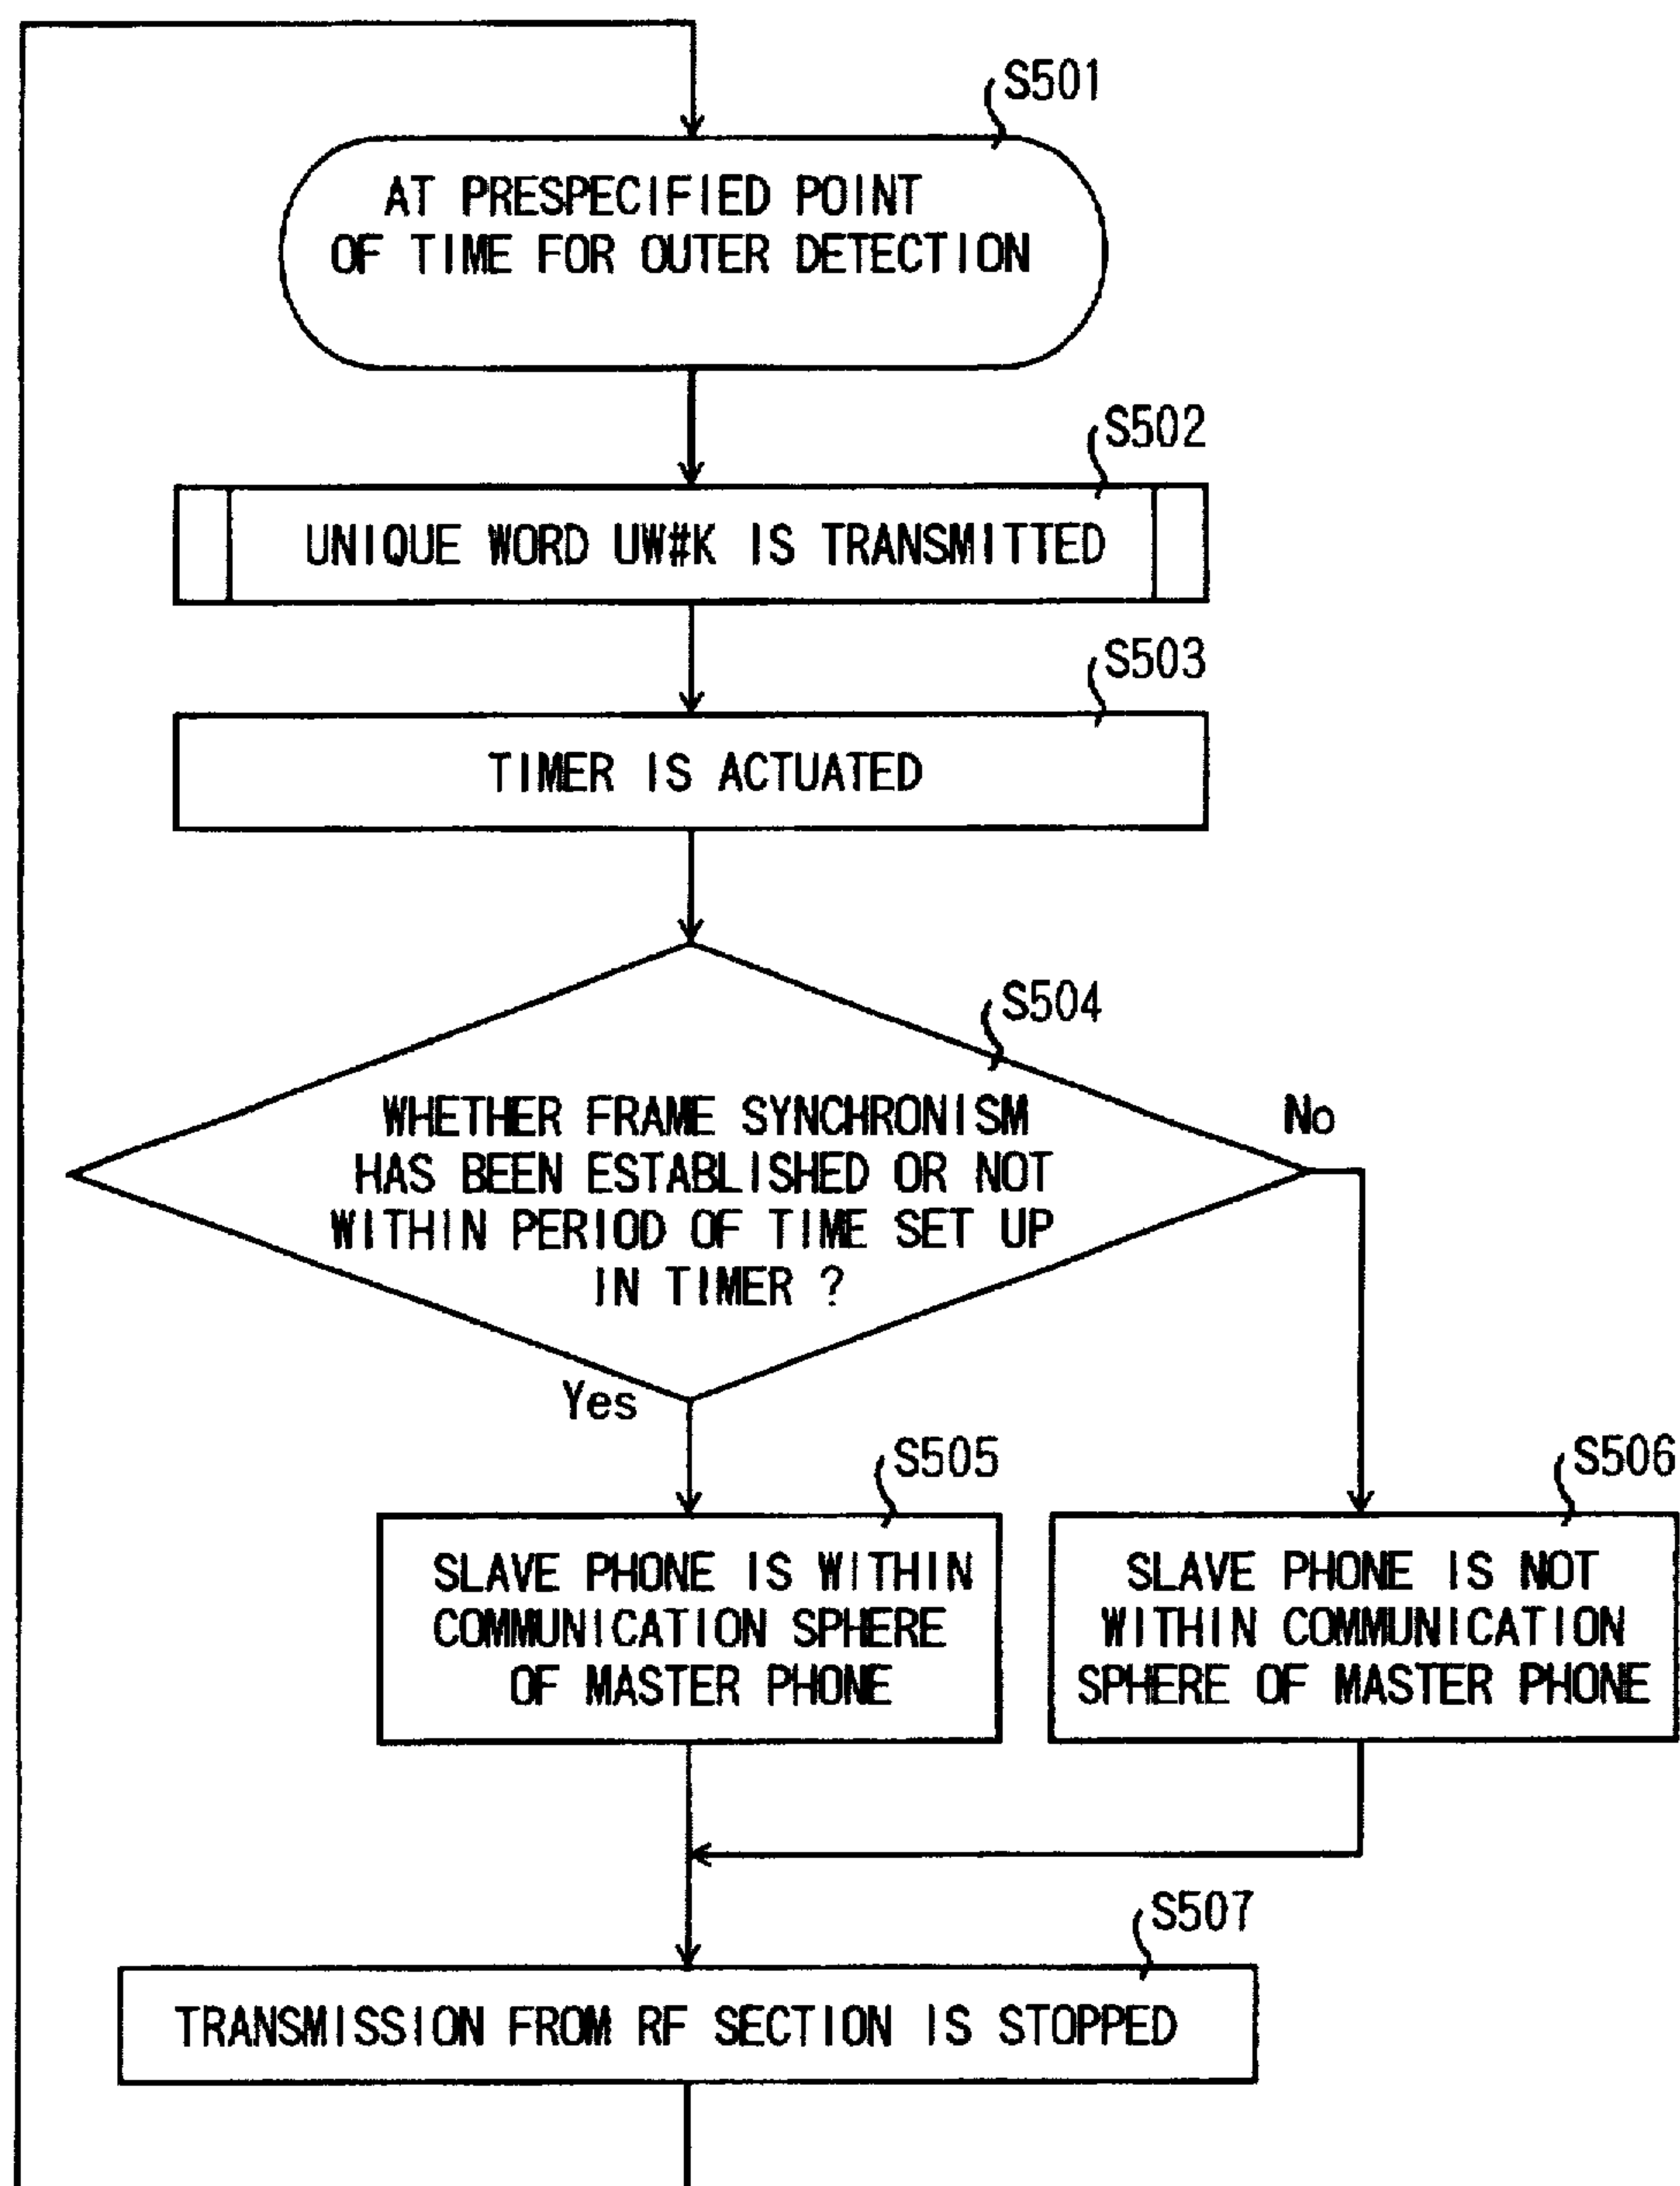 S501
AT PRESPECIFIED POINT
OF TIME FOR OUTER DETECTION
S502
UNIQUE WORD UW#K IS TRANSMITTED
S503
TIMER IS ACTUATED
S504
WHETHER FRAME SYNCHRONISM
HAS BEEN ESTABLISHED OR NOT
WITHIN PERIOD OF TIME SET UP
IN TIMER ?
No
Yes
S505
SLAVE PHONE IS WITHIN
COMMUNICATION SPHERE
OF MASTER PHONE
S506
SLAVE PHONE IS NOT
WITHIN COMMUNICATION
SPHERE OF MASTER PHONE
S507
TRANSMISSION FROM RF SECTION IS STOPPED